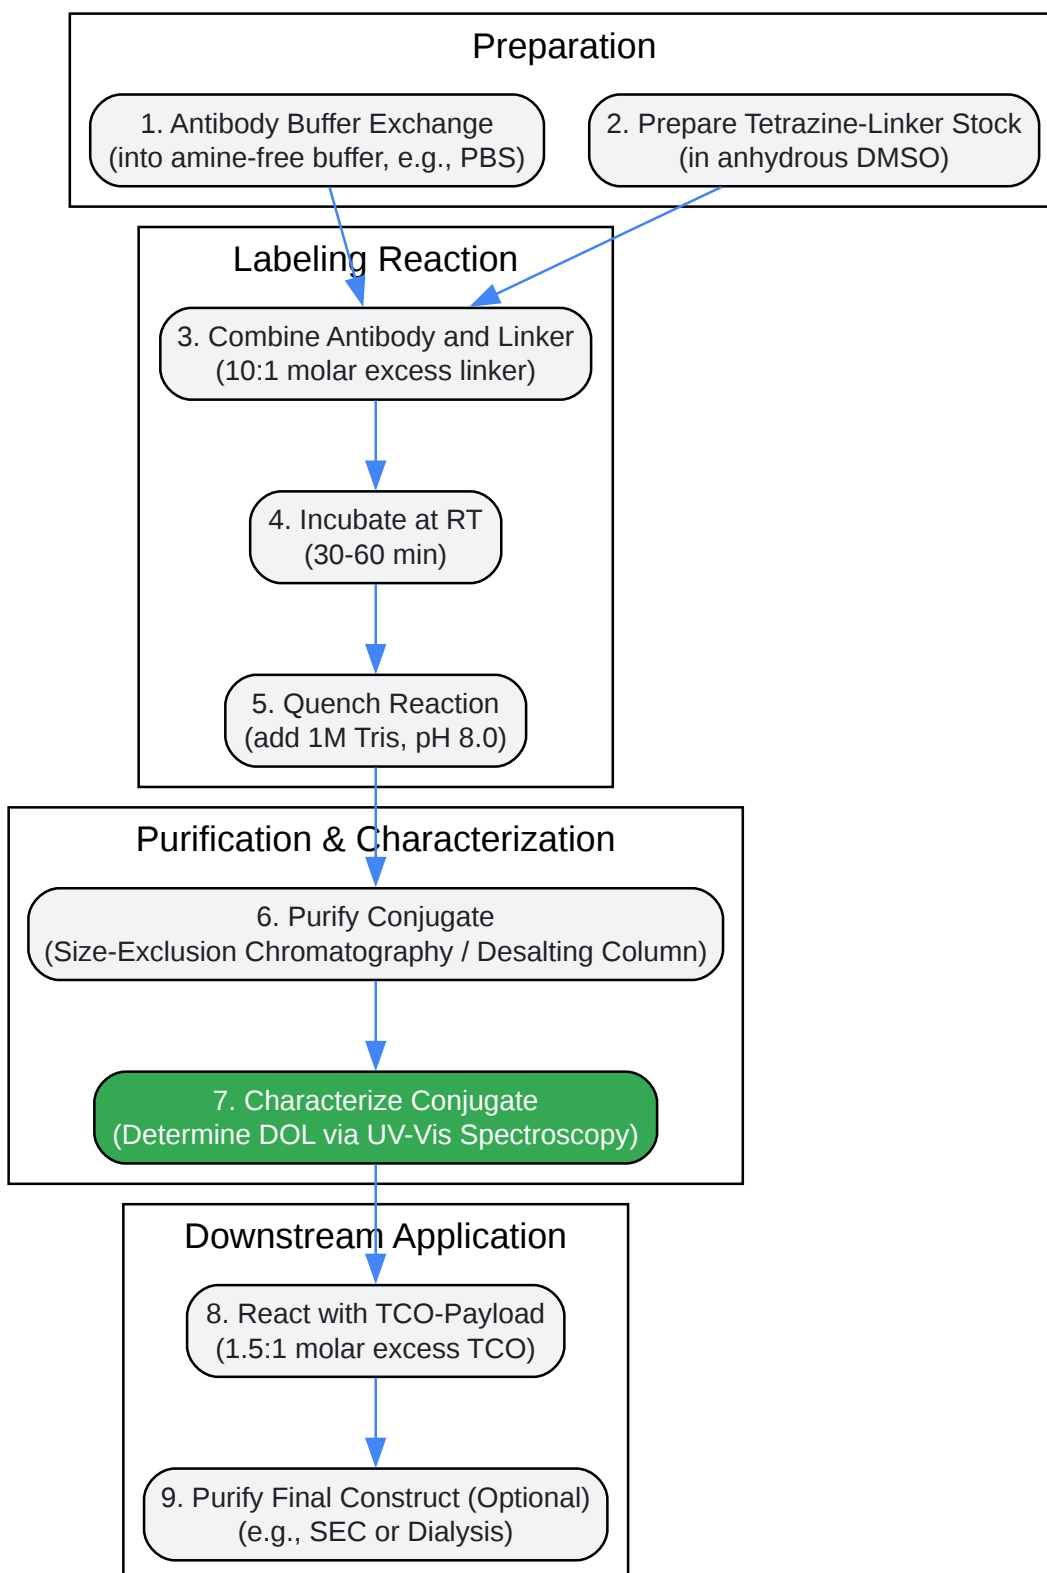 Preparation
1. Antibody Buffer Exchange
(into amine-free buffer, e.g., PBS)
2. Prepare Tetrazine-Linker Stock
(in anhydrous DMSO)
Labeling Reaction
3. Combine Antibody and Linker
(10:1 molar excess linker)
4. Incubate at RT
(30-60 min)
5. Quench Reaction
(add 1M Tris, pH 8.0)
Purification & Characterization
6. Purify Conjugate
(Size-Exclusion Chromatography / Desalting Column)
7. Characterize Conjugate
(Determine DOL via UV-Vis Spectroscopy)
Downstream Application
8. React with TCO-Payload
(1.5:1 molar excess TCO)
9. Purify Final Construct (Optional)
(e.g., SEC or Dialysis)